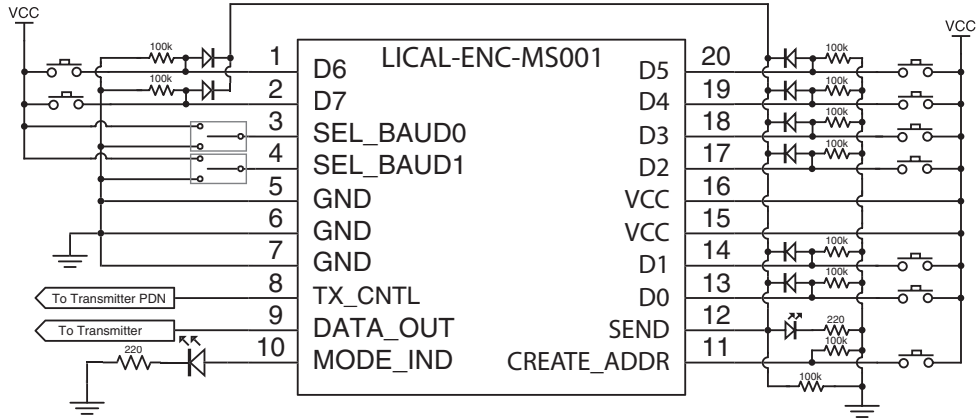 VCC
VCC
LICAL-ENC-MS001
100k
1
D6
20
D5
100k
100k
2
D7
19
D4
100k
3
SEL_BAUD0
18
D3
100k
4
SEL_BAUD1
17
D2
100k
5
GND
16
VCC
6
GND
15
VCC
7
GND
14
D1
100k
To Transmitter PDN
8
TX_CNTL
13
D0
100k
To Transmitter
9
DATA_OUT
12
SEND
220
220
10
MODE_IND
11
CREATE_ADDR
100k
100k